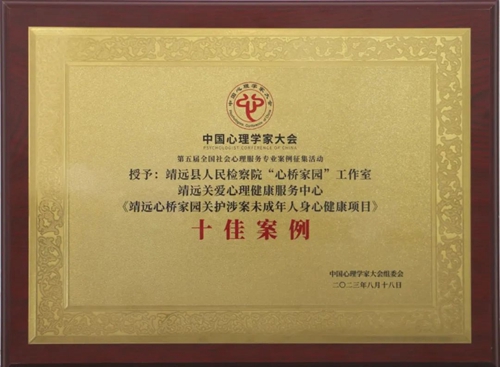 中国心理学家大会
中国心理学家大会
PSYCHOLOGIST CONFERENCE OF CHINA
第五届全国社会心理服务专业案例征集活动
授予：靖远县人民检察院“心桥家园”工作室
靖远关爱心理健康服务中心
《靖远心桥家园关护涉案未成年人身心健康项目》
十佳案例
中国心理学家大会组委会
二〇二三年八月十八日